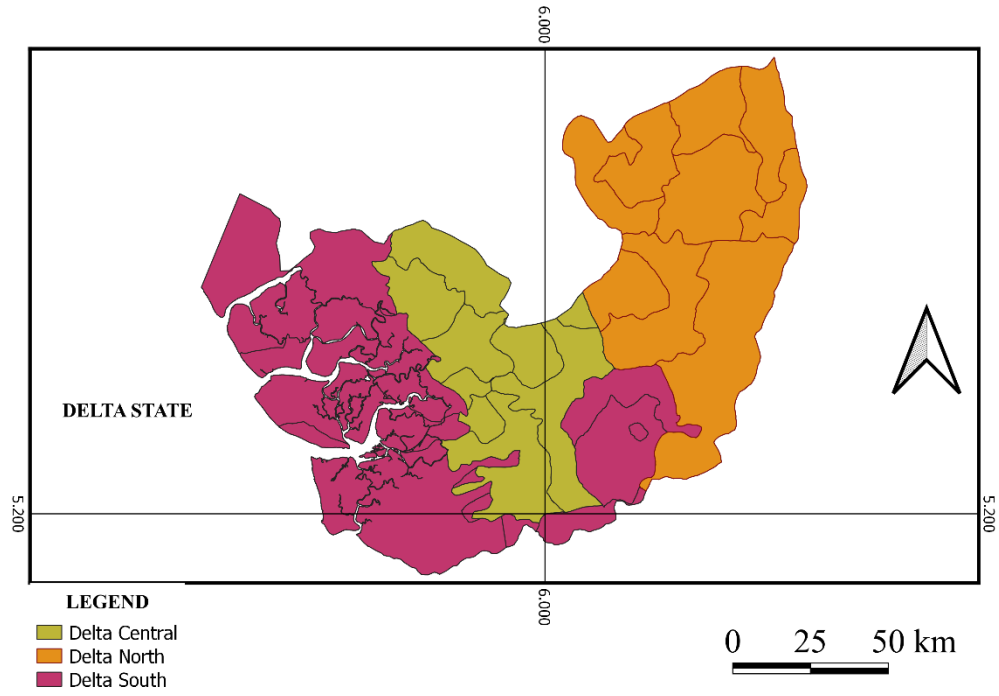 6.000
DELTA STATE
5.200
5.200
6.000
LEGEND
Delta Central
Delta North
Delta South
0 25 50 km